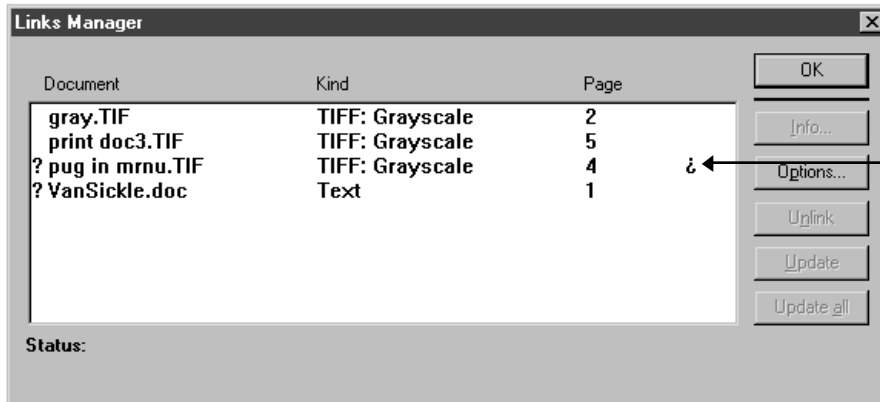 Links Manager
Document Kind Page
gray.TIF TIFF: Grayscale 2
print doc3.TIF TIFF: Grayscale 5
? pug in mrnu.TIF TIFF: Grayscale 4 ¿
? VanSickle.doc Text 1
OK
Info...
Options...
Unlink
Update
Update all
Status: